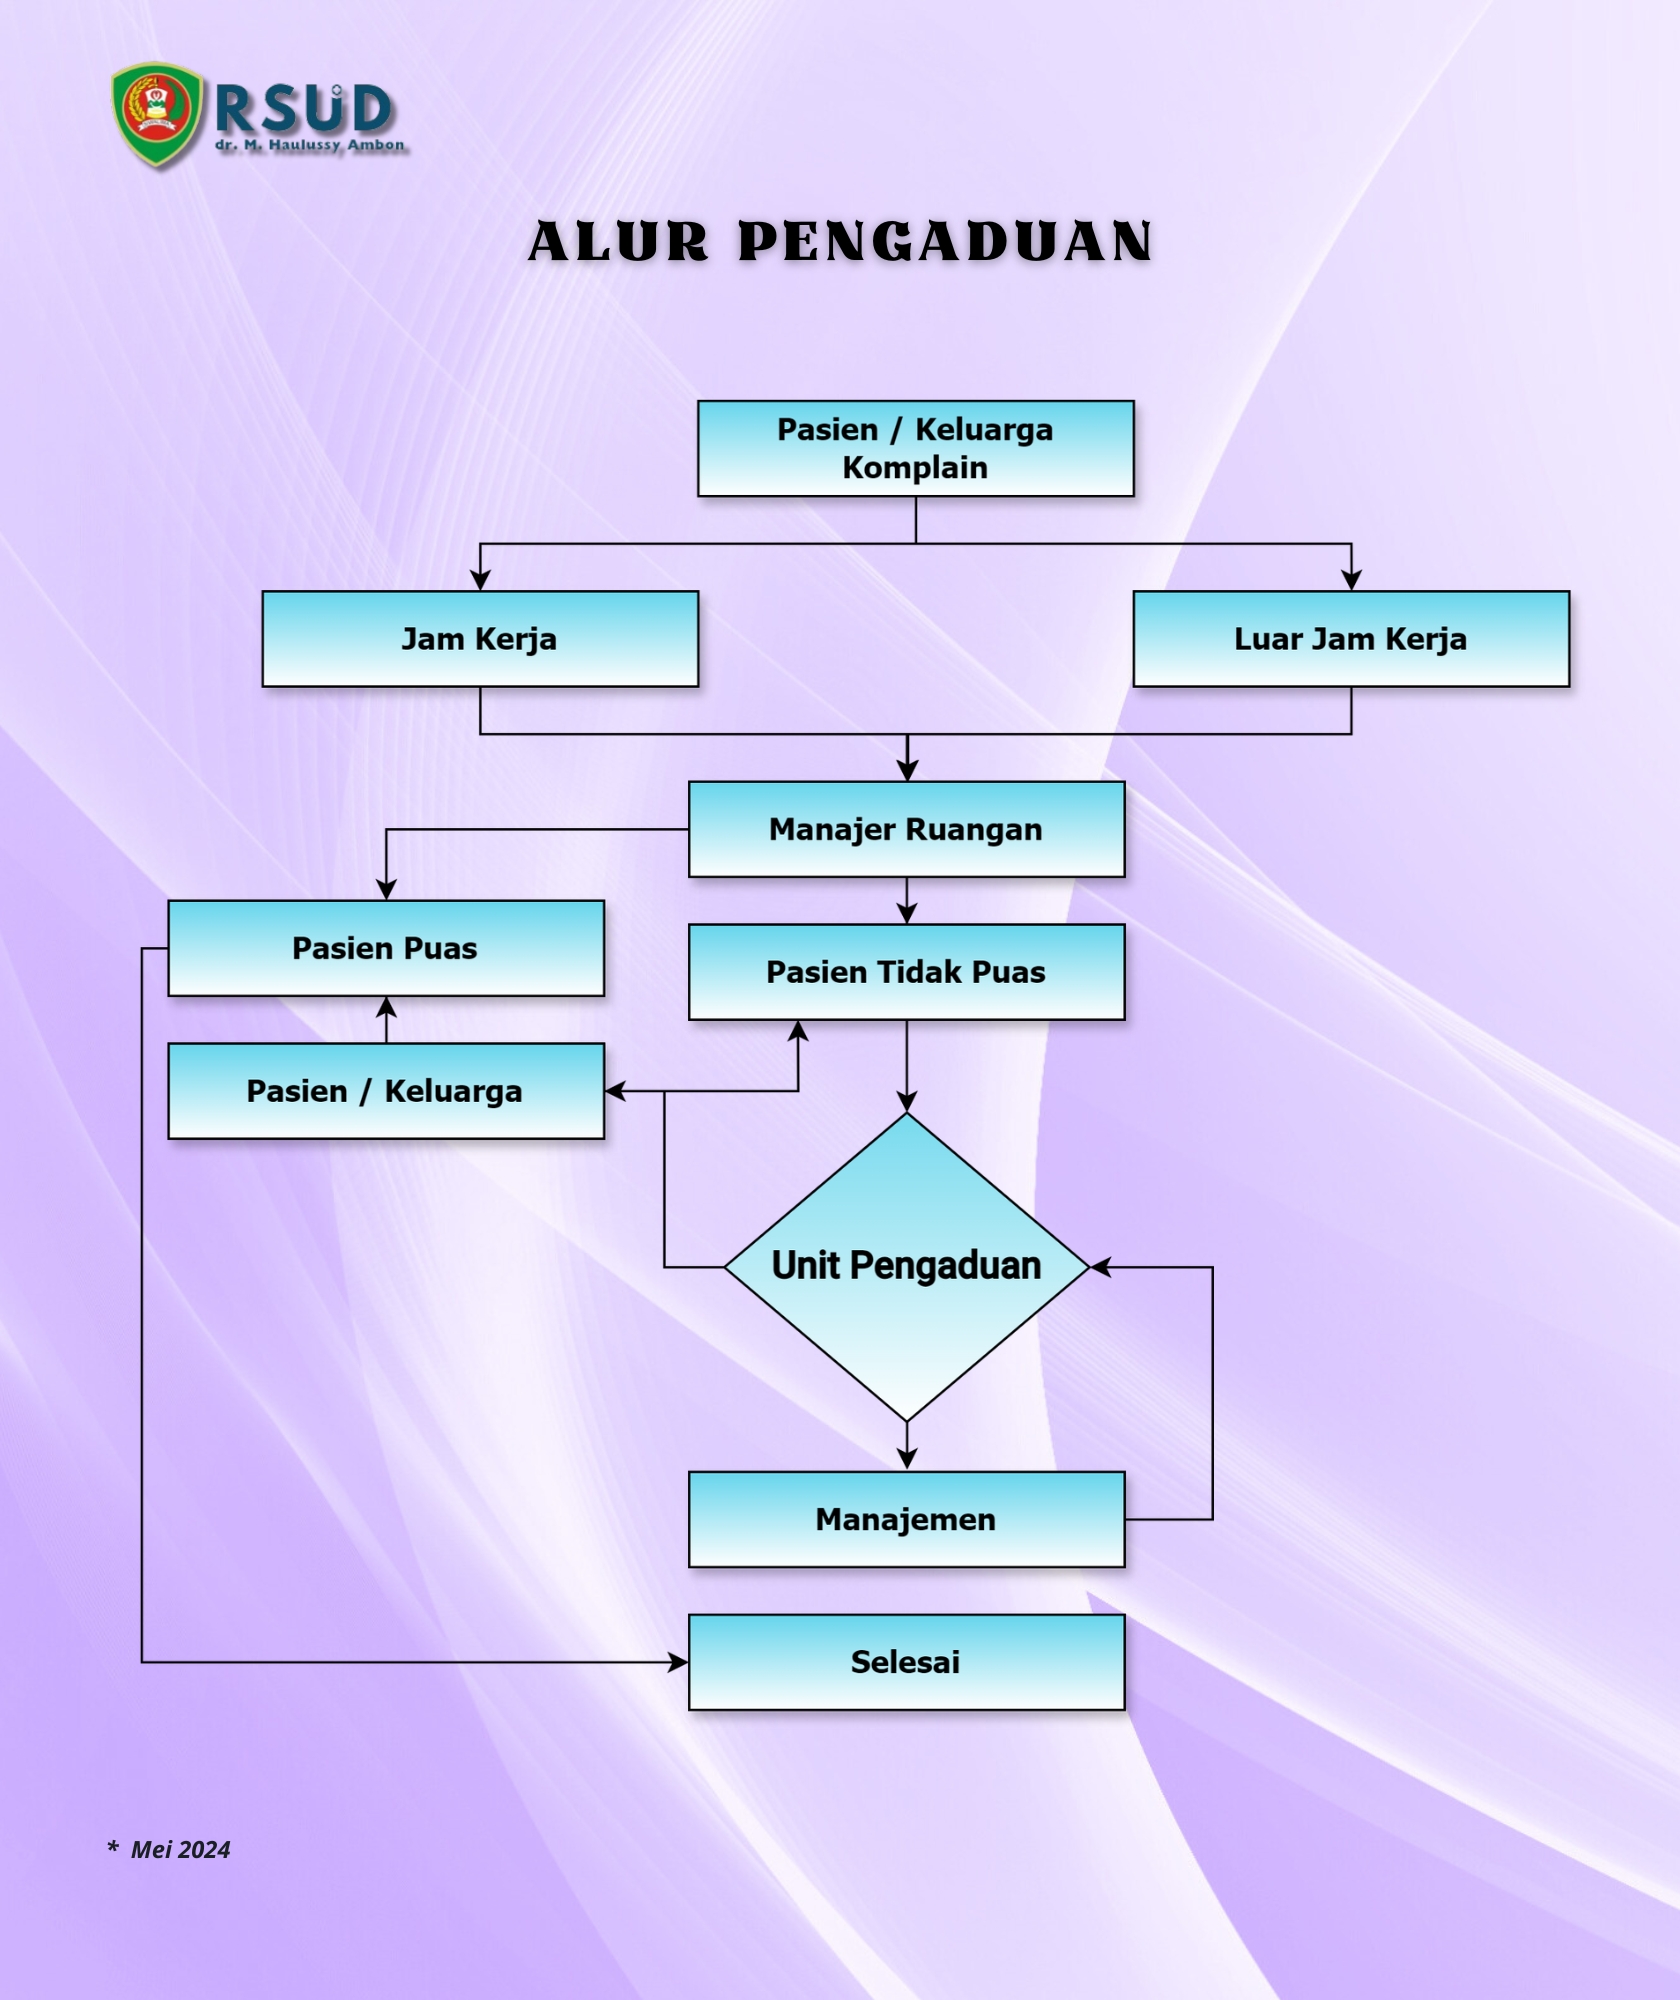 RSUD
dr. M. Haulussy Ambon
ALUR PENGADUAN
Pasien / Keluarga
Komplain
Jam Kerja
Luar Jam Kerja
Manajer Ruangan
Pasien Puas
Pasien Tidak Puas
Pasien / Keluarga
Unit Pengaduan
Manajemen
Selesai
* Mei 2024